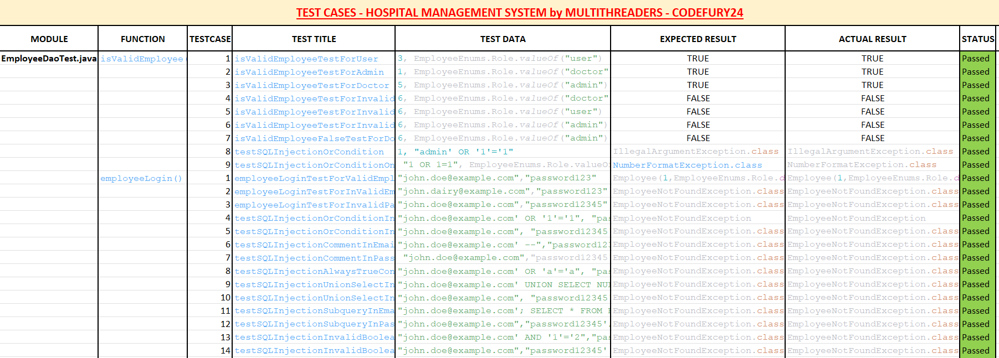 TEST CASES - HOSPITAL MANAGEMENT SYSTEM by MULTITHREADERS - CODEFURY24
MODULE FUNCTION TESTCASE TEST TITLE TEST DATA EXPECTED RESULT ACTUAL RESULT STATUS
EmployeeDaoTest.java isValidEmployee( 1 isValidEmployeeTestForUser 3, EmployeeEnums.Role.valueOf("user") TRUE TRUE Passed
2 isValidEmployeeTestForAdmin 1, EmployeeEnums.Role.valueOf("doctor" TRUE TRUE Passed
3 isValidEmployeeTestForDoctor 5, EmployeeEnums.Role.valueOf("admin") TRUE TRUE Passed
4 isValidEmployeeTestForInvalid 6, EmployeeEnums.Role.valueOf("doctor" FALSE FALSE Passed
5 isValidEmployeeTestForInvalid 6, EmployeeEnums.Role.valueOf("user") FALSE FALSE Passed
6 isValidEmployeeTestForInvalid 6, EmployeeEnums.Role.valueOf("admin") FALSE FALSE Passed
7 isValidEmployeeFalseTestForDo 6, EmployeeEnums.Role.valueOf("admin") FALSE FALSE Passed
8 testSQLInjectionOrCondition 1, "admin' OR '1'='1" IllegalArgumentException.class IllegalArgumentException.class Passed
9 testSQLInjectionOrConditionOn "1 OR 1=1", EmployeeEnums.Role.valueO NumberFormatException.class NumberFormatException.class Passed
employeeLogin() 1 employeeLoginTestForValidEmpl "john.doe@example.com","password123" Employee(1,EmployeeEnums.Role.d Employee(1,EmployeeEnums.Role.d Passed
2 employeeLoginTestForInValidEm "john.dairy@example.com","password123" EmployeeNotFoundException.class EmployeeNotFoundException.class Passed
3 employeeLoginTestForInvalidPa "john.doe@example.com","password12345" EmployeeNotFoundException.class EmployeeNotFoundException.class Passed
4 testSQLInjectionOrConditionIn "john.doe@example.com' OR '1'='1", "pas EmployeeNotFoundException EmployeeNotFoundException Passed
5 testSQLInjectionOrConditionIn "john.doe@example.com", "password12345 EmployeeNotFoundException.class EmployeeNotFoundException.class Passed
6 testSQLInjectionCommentInEmai "john.doe@example.com' --","password123 EmployeeNotFoundException.class EmployeeNotFoundException.class Passed
7 testSQLInjectionCommentInPass "john.doe@example.com","password12345 EmployeeNotFoundException.class EmployeeNotFoundException.class Passed
8 testSQLInjectionAlwaysTrueCon "john.doe@example.com' OR 'a'='a", "pas EmployeeNotFoundException.class EmployeeNotFoundException.class Passed
9 testSQLInjectionUnionSelectIn "john.doe@example.com' UNION SELECT NUL EmployeeNotFoundException.class EmployeeNotFoundException.class Passed
10 testSQLInjectionUnionSelectIn "john.doe@example.com", "password12345 EmployeeNotFoundException.class EmployeeNotFoundException.class Passed
11 testSQLInjectionSubqueryInEma "john.doe@example.com'; SELECT * FROM EmployeeNotFoundException.class EmployeeNotFoundException.class Passed
12 testSQLInjectionSubqueryInPas "john.doe@example.com","password12345' EmployeeNotFoundException.class EmployeeNotFoundException.class Passed
13 testSQLInjectionInvalidBoolea "john.doe@example.com' AND '1'='2","pas EmployeeNotFoundException.class EmployeeNotFoundException.class Passed
14 testSQLInjectionInvalidBoolea "john.doe@example.com","password12345' EmployeeNotFoundException.class EmployeeNotFoundException.class Passed